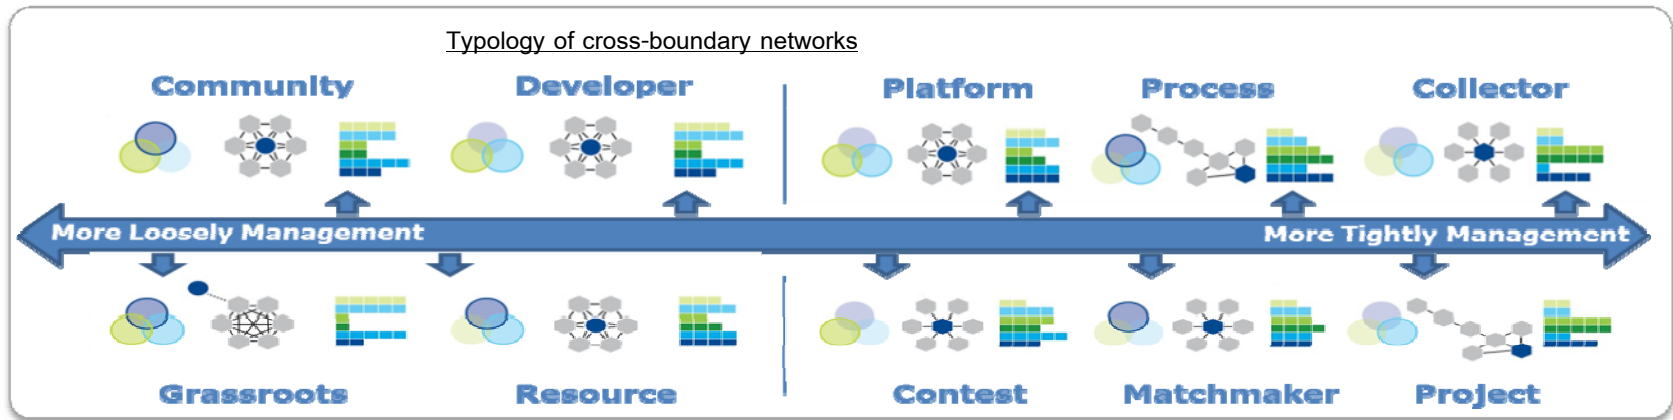 Typology of cross-boundary networks
Community Developer Platform Process Collector
More Loosely Management More Tightly Management
Grassroots Resource Contest Matchmaker Project